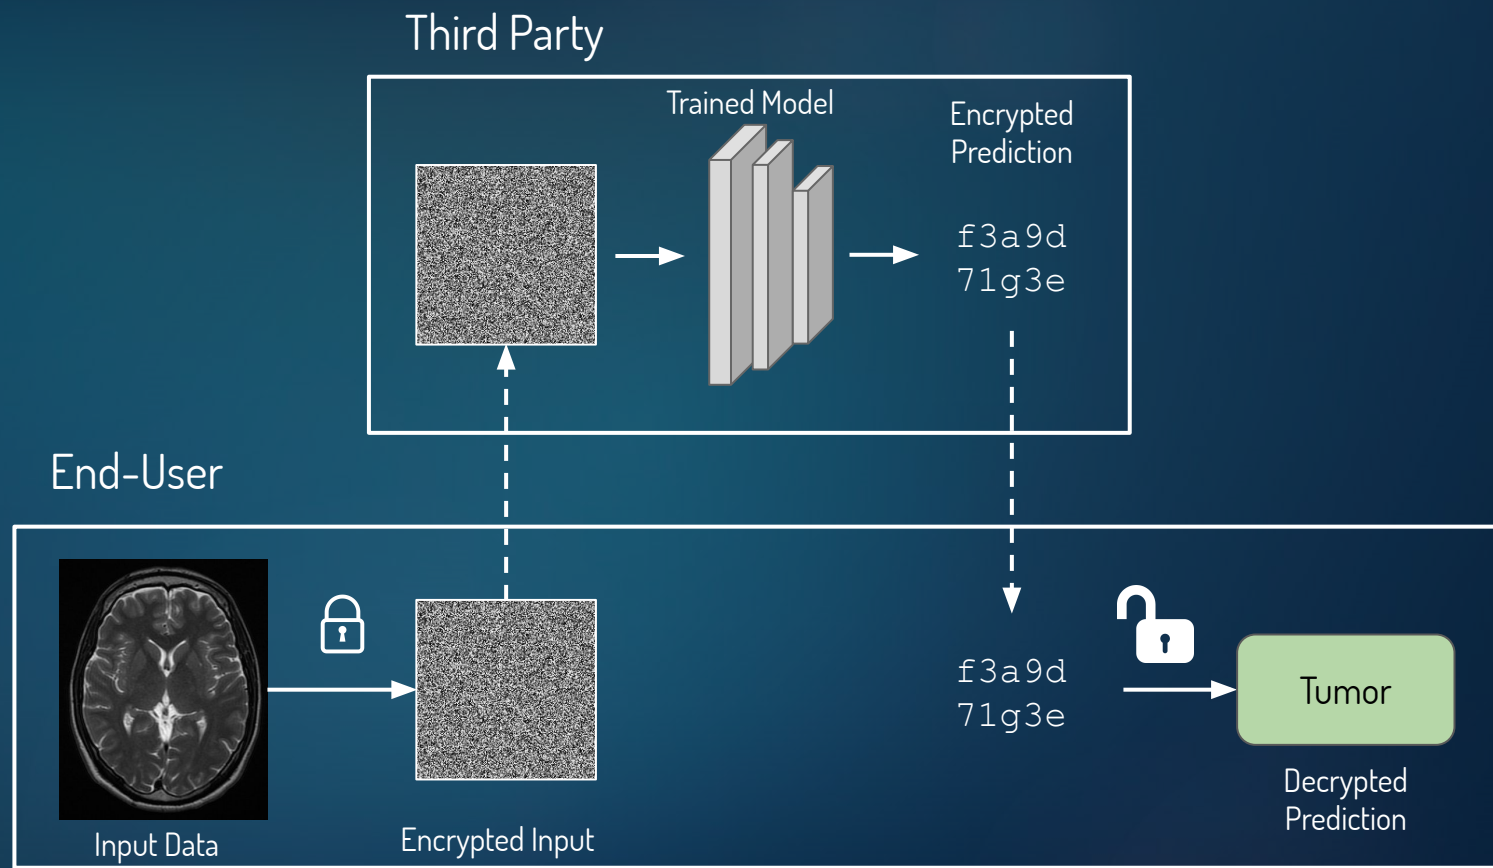 Third Party
Trained Model
Encrypted
Prediction
f3a9d
71g3e
End-User
f3a9d
71g3e
Tumor
Input Data
Encrypted Input
Decrypted
Prediction